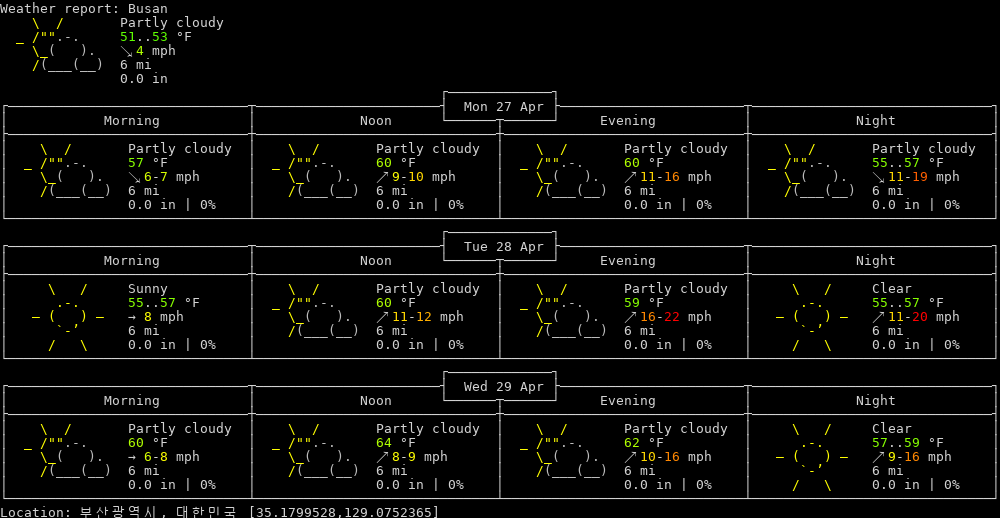 Weather report: Busan
Partly cloudy
51..53 °F
↘ 4 mph
6 mi
0.0 in
Mon 27 Apr
Morning Noon Evening Night
Partly cloudy Partly cloudy Partly cloudy Partly cloudy
57 °F 60 °F 60 °F 55..57 °F
↘ 6-7 mph ↗ 9-10 mph ↗ 11-16 mph ↘ 11-19 mph
6 mi 6 mi 6 mi 6 mi
0.0 in | 0% 0.0 in | 0% 0.0 in | 0% 0.0 in | 0%
Tue 28 Apr
Morning Noon Evening Night
Sunny Partly cloudy Partly cloudy Clear
55..57 °F 60 °F 59 °F 55..57 °F
→ 8 mph ↗ 11-12 mph ↗ 16-22 mph ↗ 11-20 mph
6 mi 6 mi 6 mi 6 mi
0.0 in | 0% 0.0 in | 0% 0.0 in | 0% 0.0 in | 0%
Wed 29 Apr
Morning Noon Evening Night
Partly cloudy Partly cloudy Partly cloudy Clear
60 °F 64 °F 62 °F 57..59 °F
→ 6-8 mph ↗ 8-9 mph ↗ 10-16 mph ↗ 9-16 mph
6 mi 6 mi 6 mi 6 mi
0.0 in | 0% 0.0 in | 0% 0.0 in | 0% 0.0 in | 0%
Location: 부산광역시, 대한민국 [35.1799528,129.0752365]